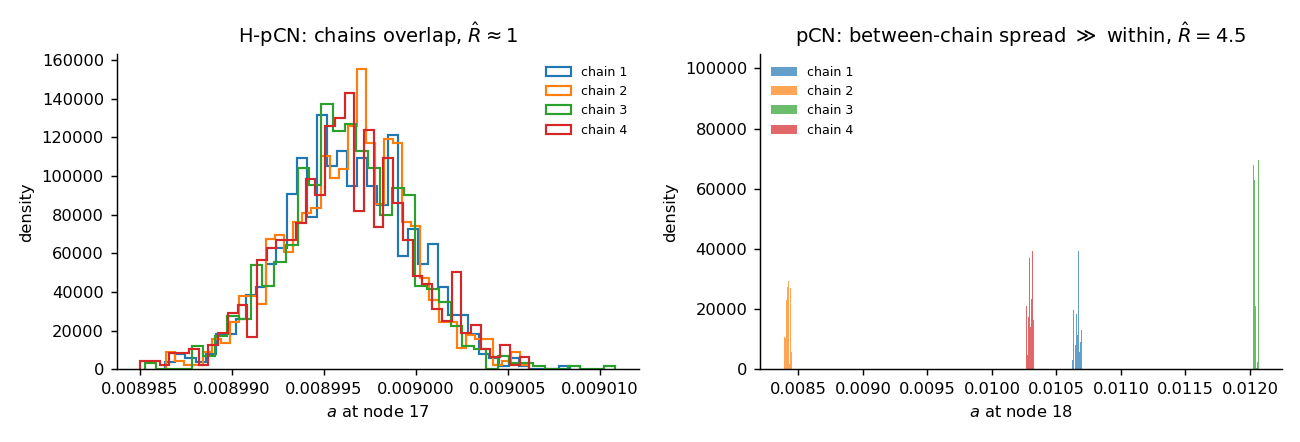 H-pCN: chains overlap, R̂ ≈ 1
160000
140000
120000
100000
80000
60000
40000
20000
0
density
chain 1
chain 2
chain 3
chain 4
0.008985
0.008990
0.008995
0.009000
0.009005
0.009010
a at node 17
pCN: between-chain spread ≫ within, R̂ = 4.5
100000
80000
60000
40000
20000
0
density
chain 1
chain 2
chain 3
chain 4
0.0085
0.0090
0.0095
0.0100
0.0105
0.0110
0.0115
0.0120
a at node 18